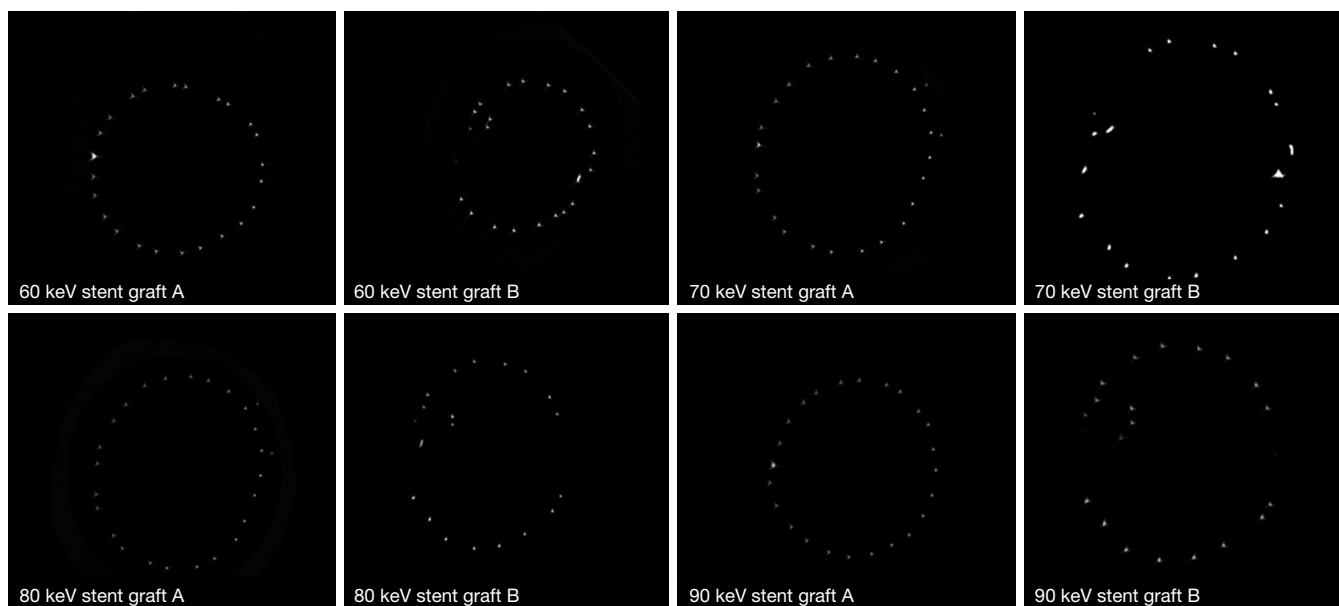 60 keV stent graft A
60 keV stent graft B
70 keV stent graft A
70 keV stent graft B
80 keV stent graft A
80 keV stent graft B
90 keV stent graft A
90 keV stent graft B